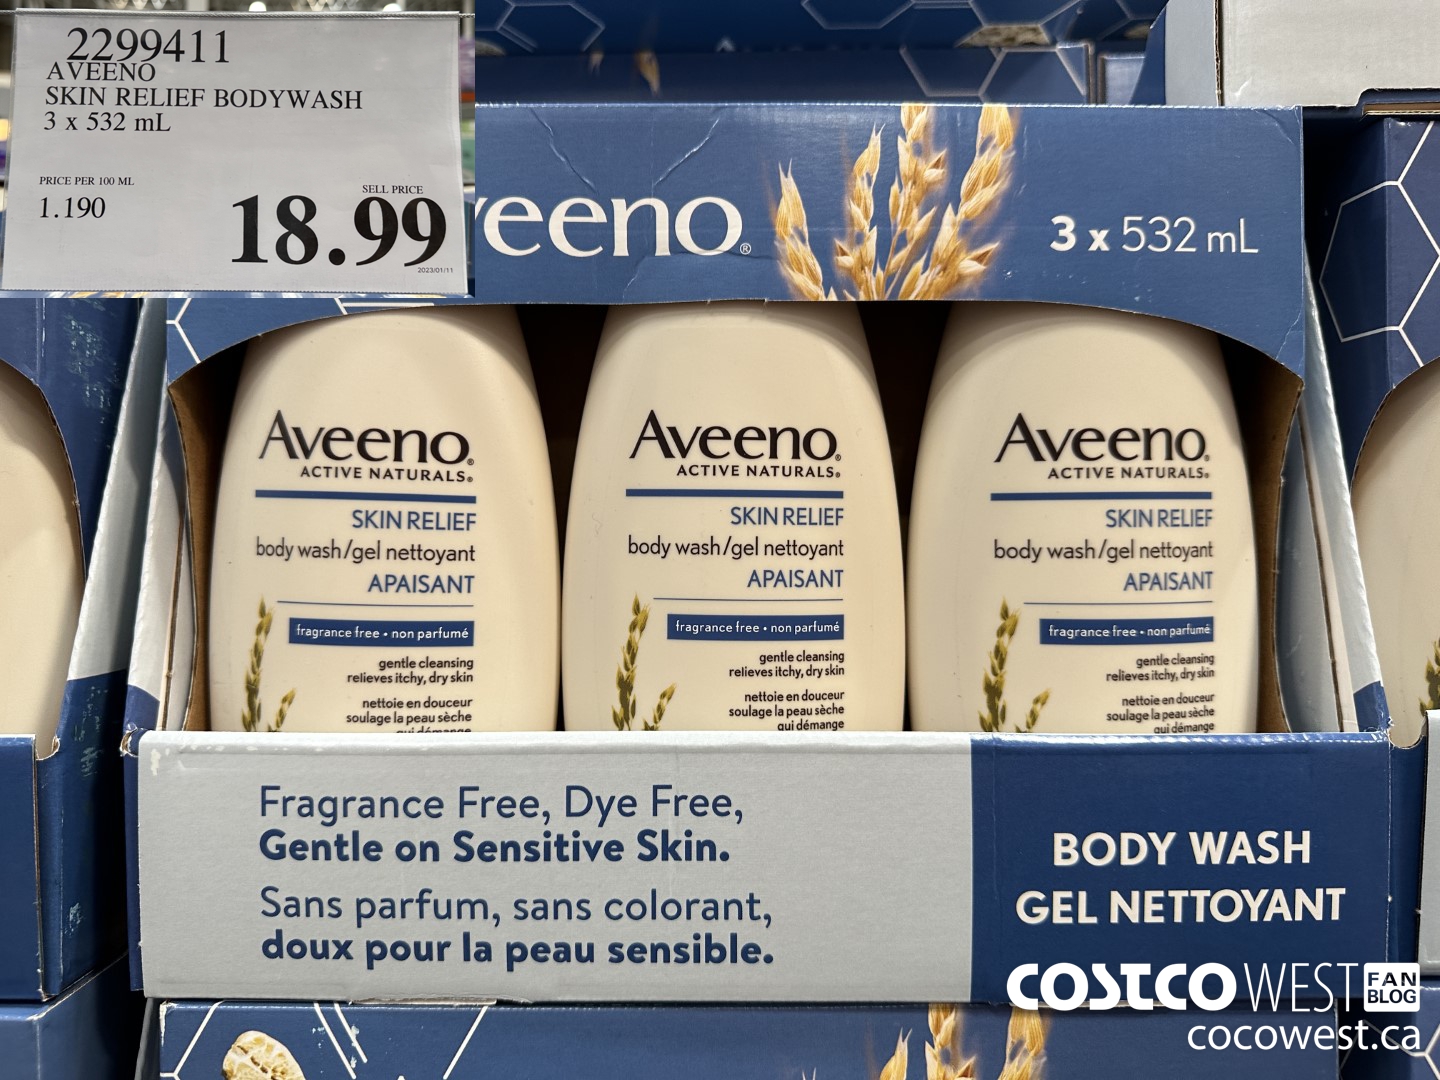 2299411
AVEENO
SKIN RELIEF BODYWASH
3 x 532 mL
PRICE PER 100 ML
1.190
SELL PRICE
18.99
2023/01/11
3 x 532 mL
Aveeno®
ACTIVE NATURALS®
SKIN RELIEF
body wash/gel nettoyant
APAISANT
fragrance free • non parfumé
gentle cleansing
relieves itchy, dry skin
nettoie en douceur
soulage la peau sèche
qui démange
Aveeno®
ACTIVE NATURALS®
SKIN RELIEF
body wash/gel nettoyant
APAISANT
fragrance free • non parfumé
gentle cleansing
relieves itchy, dry skin
nettoie en douceur
soulage la peau sèche
qui démange
Aveeno®
ACTIVE NATURALS®
SKIN RELIEF
body wash/gel nettoyant
APAISANT
fragrance free • non parfumé
gentle cleansing
relieves itchy, dry skin
nettoie en douceur
soulage la peau sèche
qui démange
Fragrance Free, Dye Free,
Gentle on Sensitive Skin.
Sans parfum, sans colorant,
doux pour la peau sensible.
BODY WASH
GEL NETTOYANT
COSTCO WEST FAN BLOG
cocowest.ca